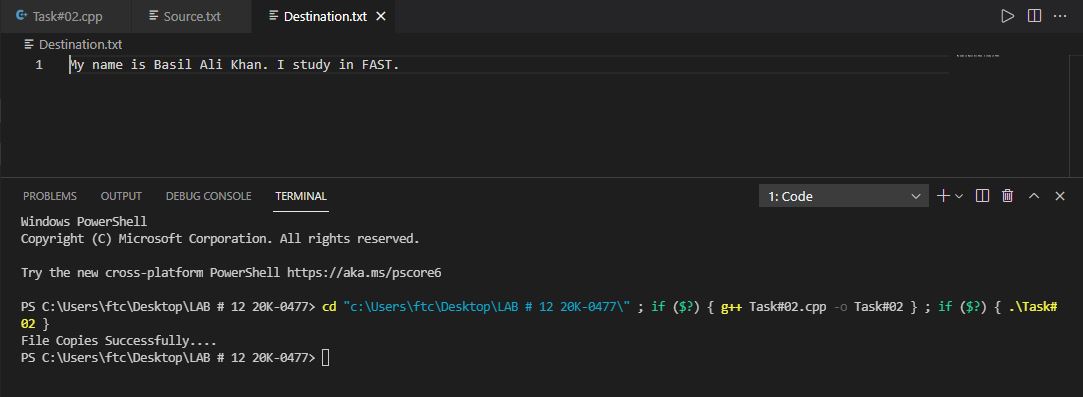 Task#02.cpp Source.txt Destination.txt
Destination.txt
1 My name is Basil Ali Khan. I study in FAST.
PROBLEMS OUTPUT DEBUG CONSOLE TERMINAL 1: Code
Windows PowerShell
Copyright (C) Microsoft Corporation. All rights reserved.
Try the new cross-platform PowerShell https://aka.ms/pscore6
PS C:\Users\ftc\Desktop\LAB # 12 20K-0477> cd "c:\Users\ftc\Desktop\LAB # 12 20K-0477\" ; if ($?) { g++ Task#02.cpp -o Task#02 } ; if ($?) { .\Task#
02 }
File Copies Successfully....
PS C:\Users\ftc\Desktop\LAB # 12 20K-0477>